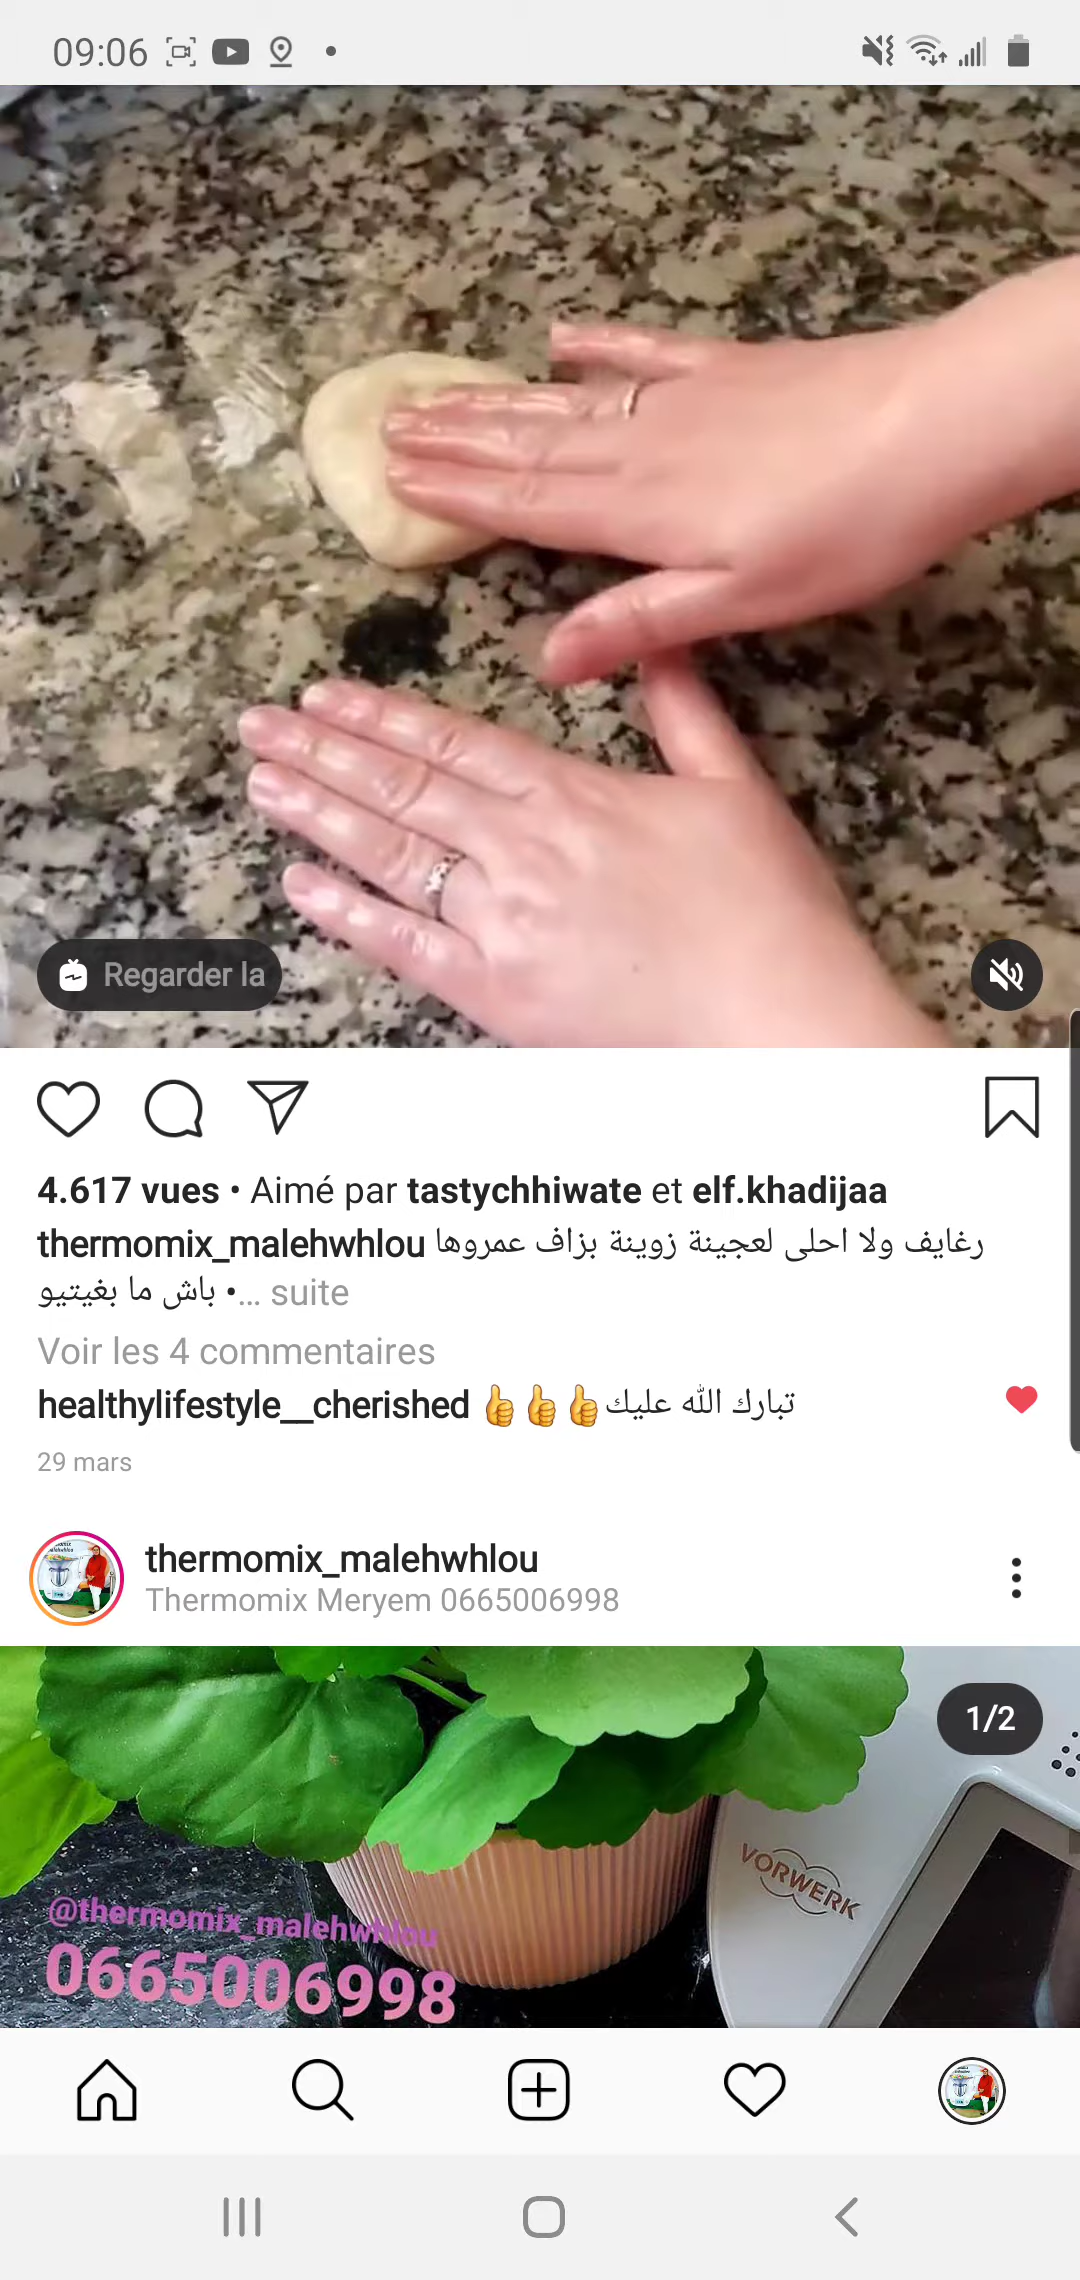 09:06
Regarder la
4.617 vues • Aimé par tastychhiwate et elf.khadijaa
thermomix_malehwhlou رغايف ولا احلى لعجينة زوينة بزاف عمروها
باش ما بغيتيو •... suite
Voir les 4 commentaires
healthylifestyle__cherished 👍👍👍تبارك الله عليك
29 mars
thermomix_malehwhlou
Thermomix Meryem 0665006998
1/2
VORWERK
@thermomix_malehwhlou
0665006998